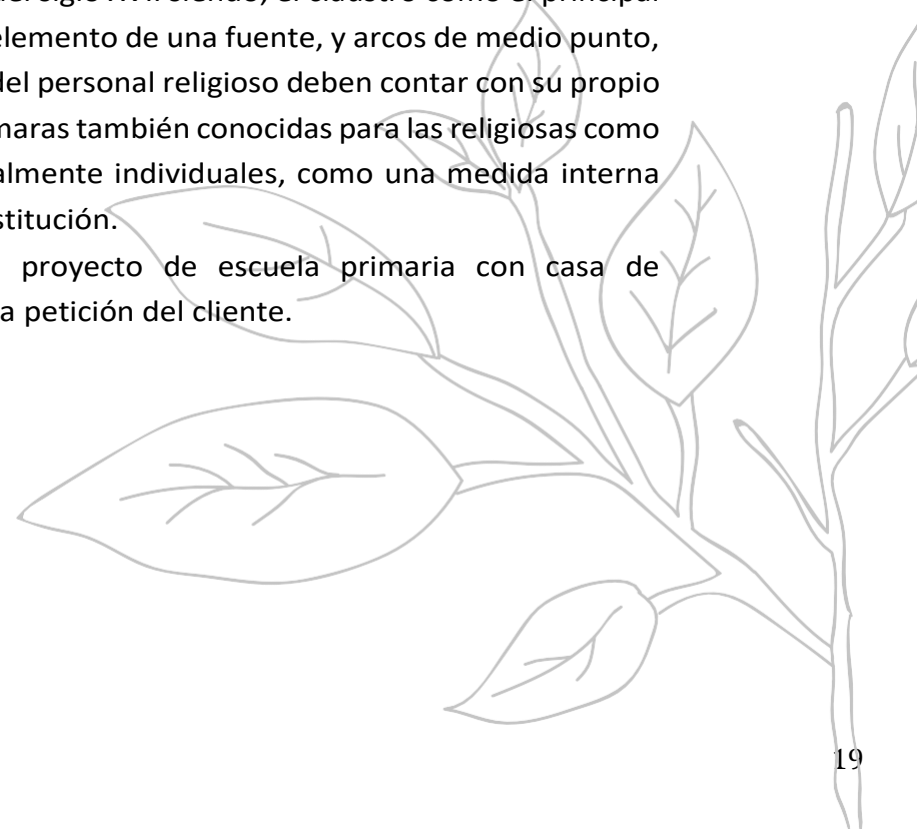 elemento de una fuente, y arcos de medio punto,
del personal religioso deben contar con su propio
maras también conocidas para las religiosas como
almente individuales, como una medida interna
stitución.
proyecto de escuela primaria con casa de
a petición del cliente.
19